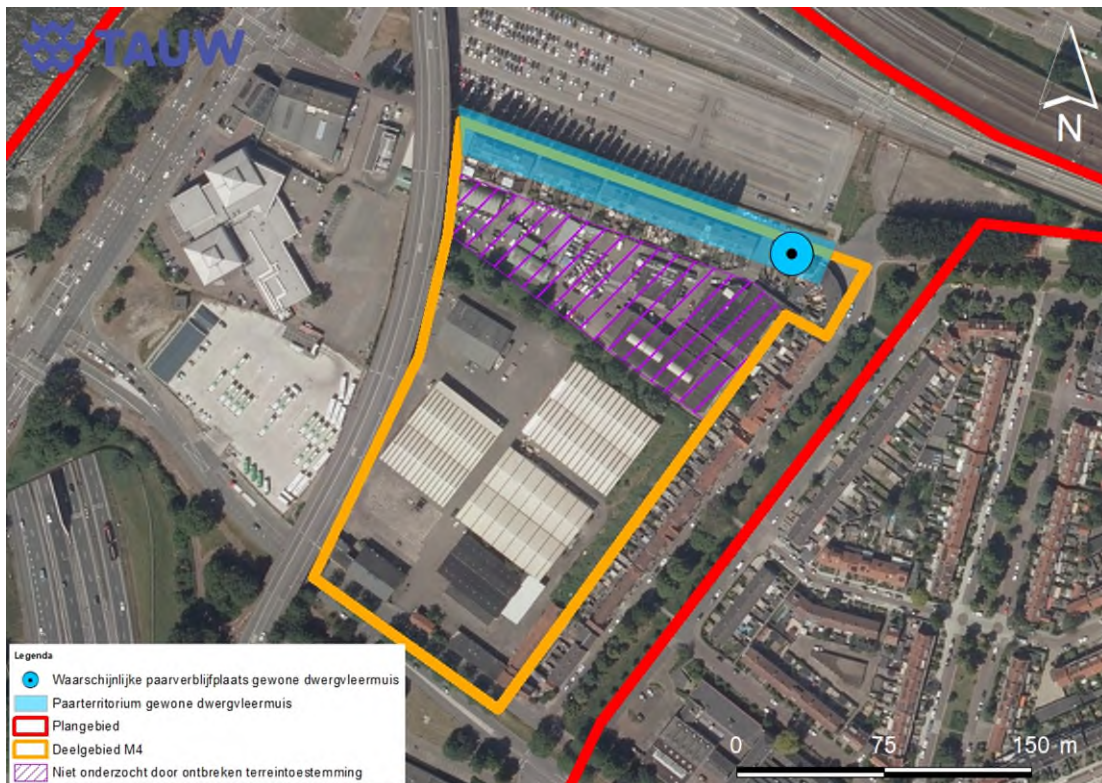 TAUW
N
Legenda
Waarschijnlijke paarverblijfplaats gewone dwergvleermuis
Paarterritorium gewone dwergvleermuis
Plangebied
Deelgebied M4
Niet onderzocht door ontbreken terreintoestemming
0 75 150 m